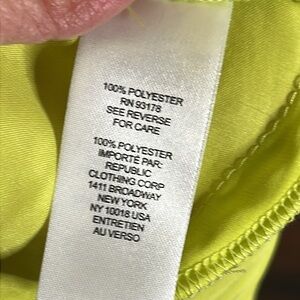 100% POLYESTER
RN 93178
SEE REVERSE
FOR CARE
100% POLYESTER
IMPORTÉ PAR:
REPUBLIC
CLOTHING CORP
1411 BROADWAY
NEW YORK
NY 10018 USA
ENTRETIEN
AU VERSO